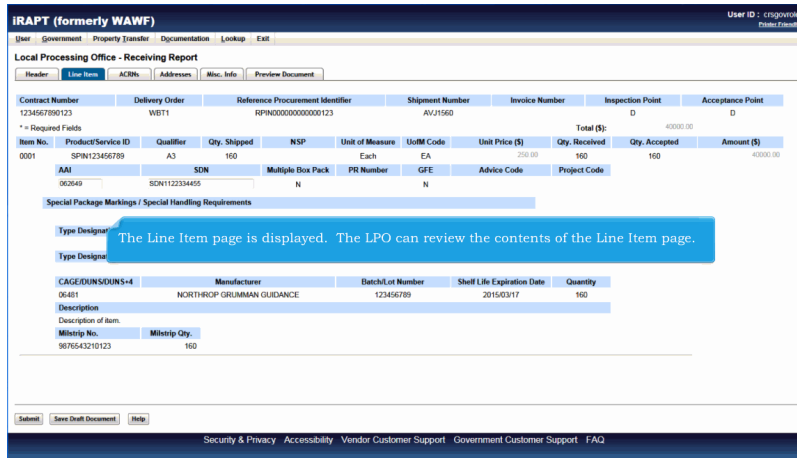 iRAPT (formerly WAWF)
User ID : crsgovrol
Printer Friendl
User Government Property Transfer Documentation Lookup Exit
Local Processing Office - Receiving Report
Header Line Item ACRNs Addresses Misc. Info Preview Document
Contract Number Delivery Order Reference Procurement Identifier Shipment Number Invoice Number Inspection Point Acceptance Point
1234567890123 WBT1 RPIN000000000000123 AVJ1560 D D
* = Required Fields Total ($): 40000.00
Item No. Product/Service ID Qualifier Qty. Shipped NSP Unit of Measure UofM Code Unit Price ($) Qty. Received Qty. Accepted Amount ($)
0001 SPIN123456789 A3 160 Each EA 250.00 160 160 40000.00
AAI SDN Multiple Box Pack PR Number GFE Advice Code Project Code
062649 SDN1122334455 N N
Special Package Markings / Special Handling Requirements
Type Designat
The Line Item page is displayed. The LPO can review the contents of the Line Item page.
Type Designat
CAGE/DUNS/DUNS+4 Manufacturer Batch/Lot Number Shelf Life Expiration Date Quantity
06481 NORTHROP GRUMMAN GUIDANCE 123456789 2015/03/17 160
Description
Description of item.
Milstrip No. Milstrip Qty.
9876543210123 160
Submit Save Draft Document Help
Security & Privacy Accessibility Vendor Customer Support Government Customer Support FAQ